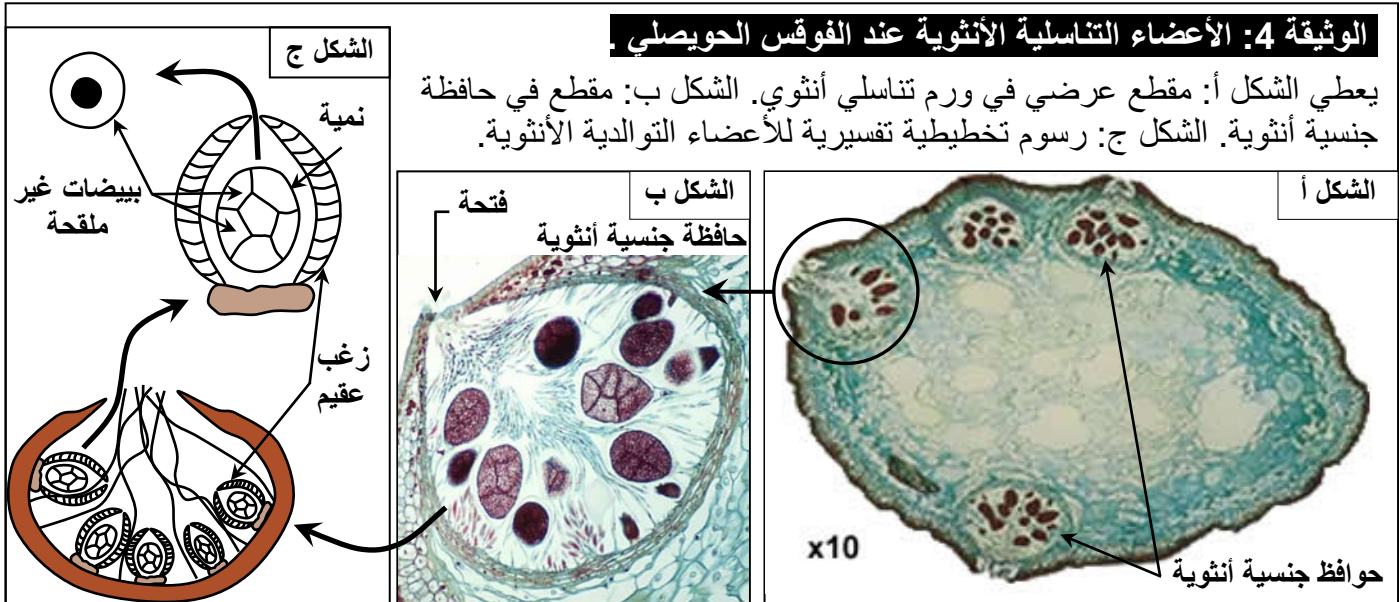 الوثيقة 4: الأعضاء التناسلية الأنثوية عند الفوقس الحويصلي .
يعطي الشكل أ: مقطع عرضي في ورم تناسلي أنثوي. الشكل ب: مقطع في حافظة
جنسية أنثوية. الشكل ج: رسوم تخطيطية تفسيرية للأعضاء التوالدية الأنثوية.
الشكل أ
x10
حوافظ جنسية أنثوية
الشكل ب
فتحة
حافظة جنسية أنثوية
الشكل ج
نمية
بييضات غير
ملقحة
زغب
عقيم